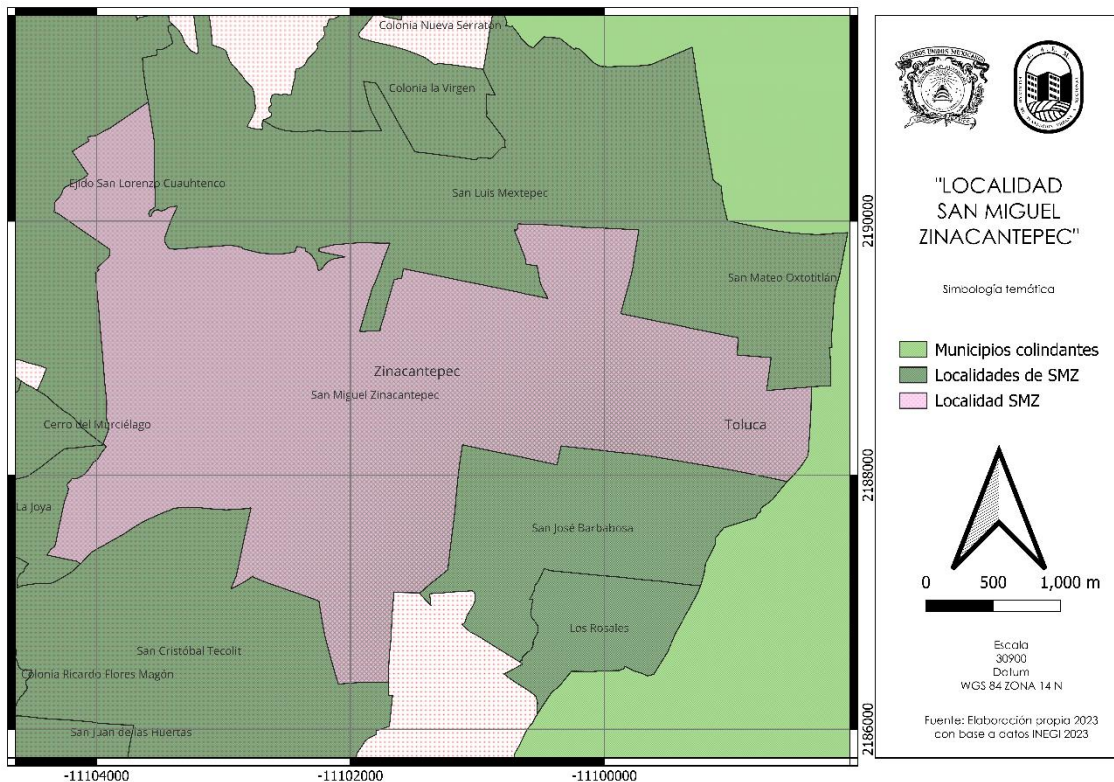 Colonia Nueva Serratón
Colonia la Virgen
Ejido San Lorenzo Cuauhtenco
San Luis Mextepec
San Mateo Oxtotitlán
Zinacantepec
San Miguel Zinacantepec
Cerro del Murciélago
Toluca
La Joya
San José Barbabosa
Los Rosales
San Cristóbal Tecolit
Colonia Ricardo Flores Magón
San Juan de las Huertas
2190000
2188000
2186000
-11104000
-11102000
-11100000
"LOCALIDAD
SAN MIGUEL
ZINACANTEPEC"
Simbología temática
Municipios colindantes
Localidades de SMZ
Localidad SMZ
0 500 1,000 m
Escala
30900
Datum
WGS 84 ZONA 14 N
Fuente: Elaboración propia 2023
con base a datos INEGI 2023